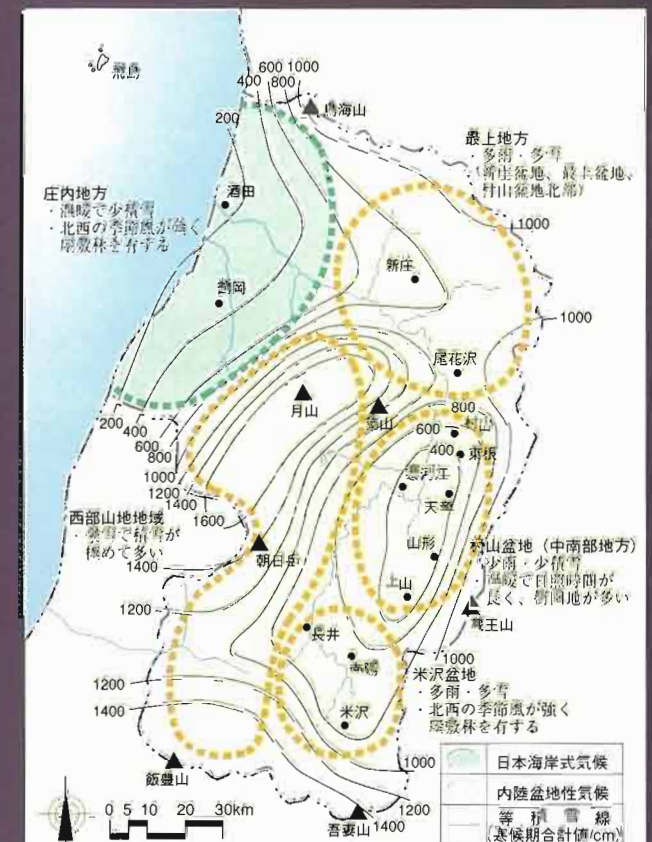 飛島
400 600 800 1000
鳥海山
200
最上地方
・多雨・多雪
(新庄盆地、最上盆地、
村山盆地北部)
庄内地方
・温暖で少積雪
・北西の季節風が強く
屋敷林を有する
酒田
1000
新庄
鶴岡
1000
尾花沢
月山
葉山
800
村山
600
400
東根
200
400
600
800
1000
1200
1400
1600
寒河江
天童
西部山地地域
・豪雪で積雪が
極めて多い
1400
朝日岳
山形
村山盆地(中南部地方)
・少雨・少積雪
・温暖で日照時間が
長く、樹園地が多い
上山
蔵王山
1200
長井
1000
南陽
米沢盆地
・多雨・多雪
・北西の季節風が強く
屋敷林を有する
1200
1400
米沢
1000
飯豊山
吾妻山
1400
1200
0 5 10 20 30km
日本海岸式気候
内陸盆地性気候
等積雪線
(寒候期合計値/cm)